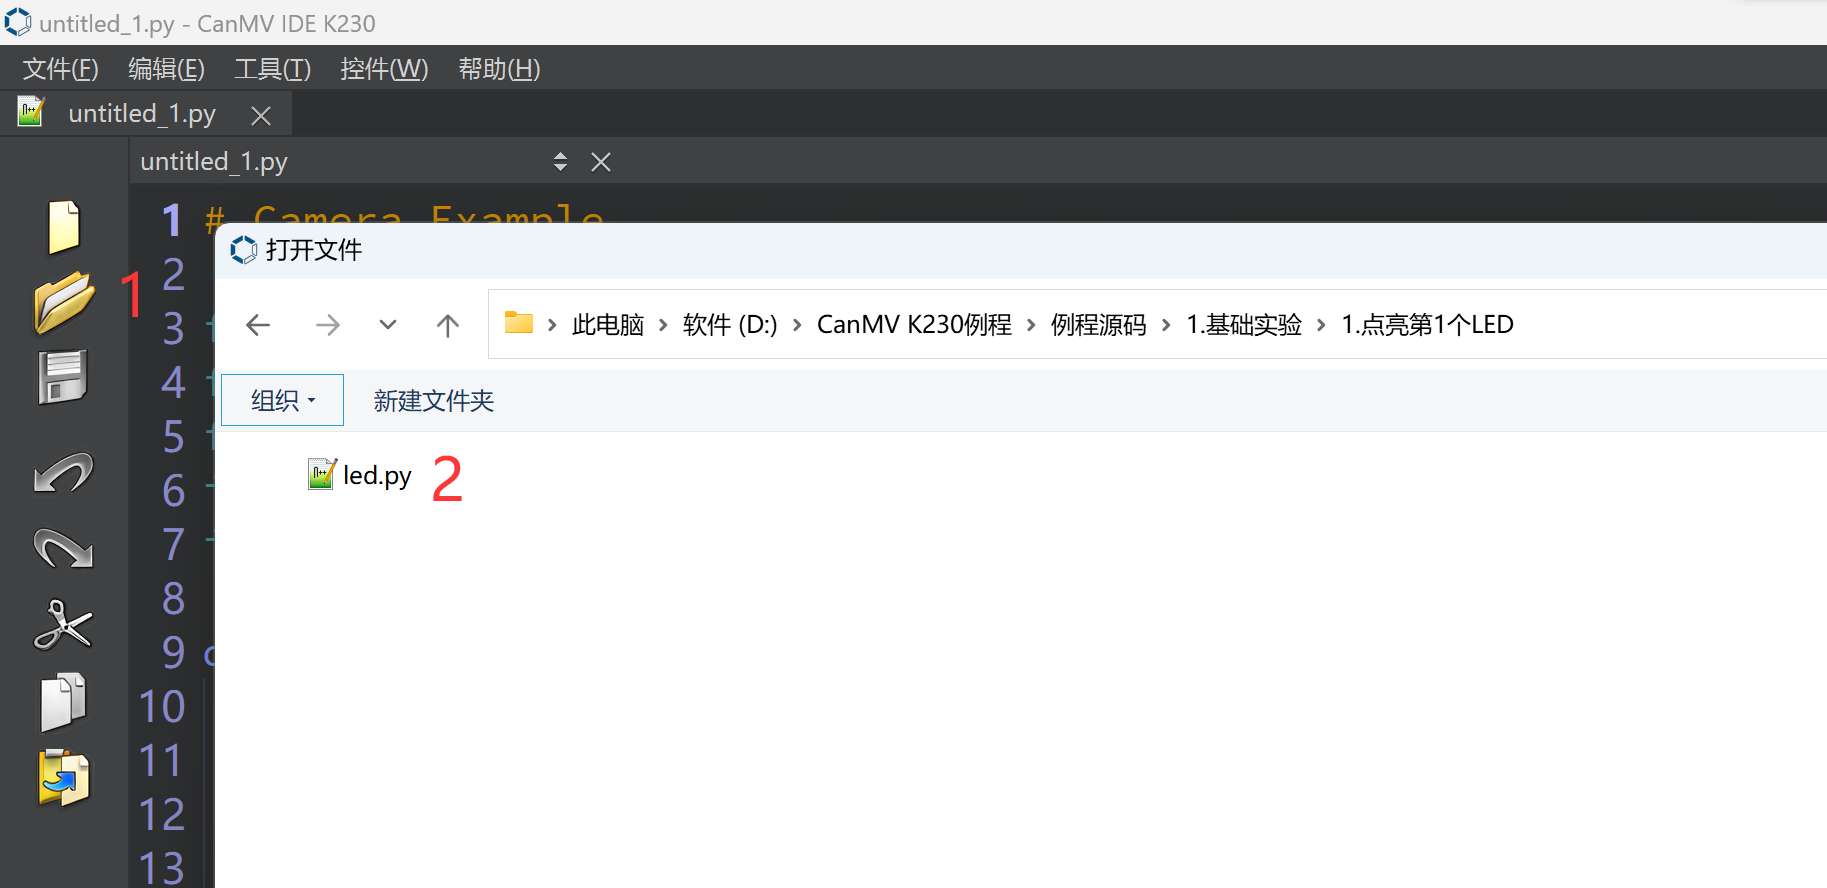 untitled_1.py - CanMV IDE K230
文件(F) 编辑(E) 工具(T) 控件(W) 帮助(H)
untitled_1.py
untitled_1.py
1 # Camera Example
打开文件
2
1
3
此电脑 软件 (D:) CanMV K230例程 例程源码 1.基础实验 1.点亮第1个LED
4
组织 新建文件夹
5
led.py 2
6
7
8
9
10
11
12
13